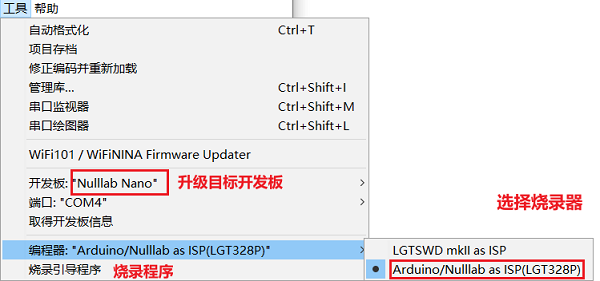 工具 帮助
自动格式化 Ctrl+T
项目存档
修正编码并重新加载
管理库... Ctrl+Shift+I
串口监视器 Ctrl+Shift+M
串口绘图器 Ctrl+Shift+L
WiFi101 / WiFiNINA Firmware Updater
开发板: "Nulllab Nano" 升级目标开发板
端口: "COM4"
取得开发板信息
选择烧录器
编程器: "Arduino/Nulllab as ISP(LGT328P)"
烧录引导程序 烧录程序
LGTSWD mkII as ISP
Arduino/Nulllab as ISP(LGT328P)